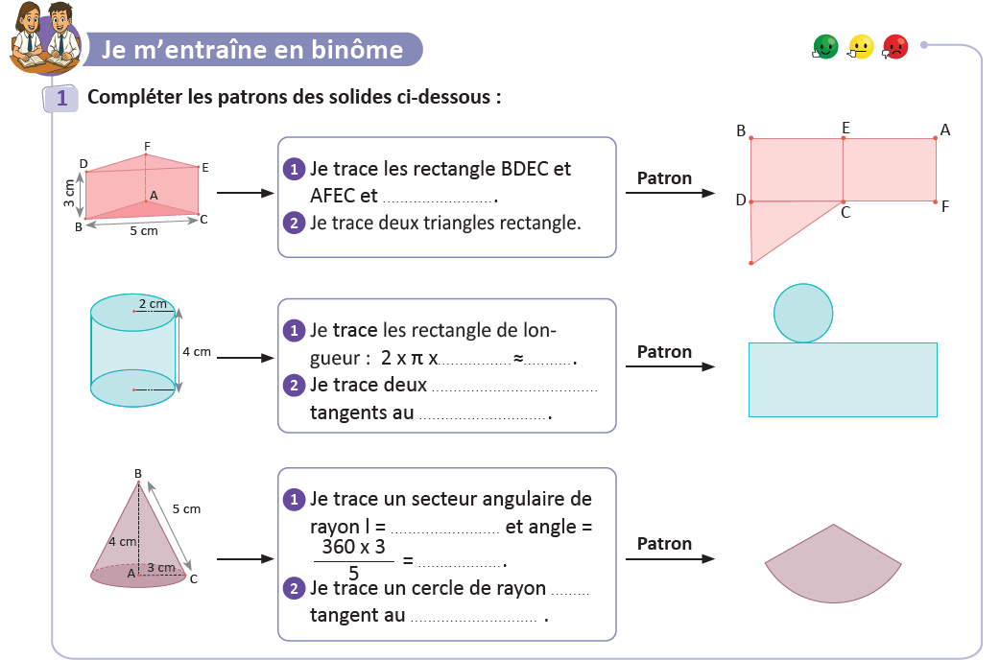 Je m'entraîne en binôme
1 Compléter les patrons des solides ci-dessous :
F
D
E
3 cm
A
B
C
5 cm
1 Je trace les rectangle BDEC et
AFEC et ........................
2 Je trace deux triangles rectangle.
Patron
B
E
A
D
C
F
2 cm
4 cm
1 Je trace les rectangle de lon-
gueur : 2 x π x................≈...........
2 Je trace deux ....................................
tangents au ............................
Patron
B
5 cm
4 cm
3 cm
A
C
1 Je trace un secteur angulaire de
rayon l = ........................ et angle =
360 x 3
5
= ...................
2 Je trace un cercle de rayon .........
tangent au ............................ .
Patron